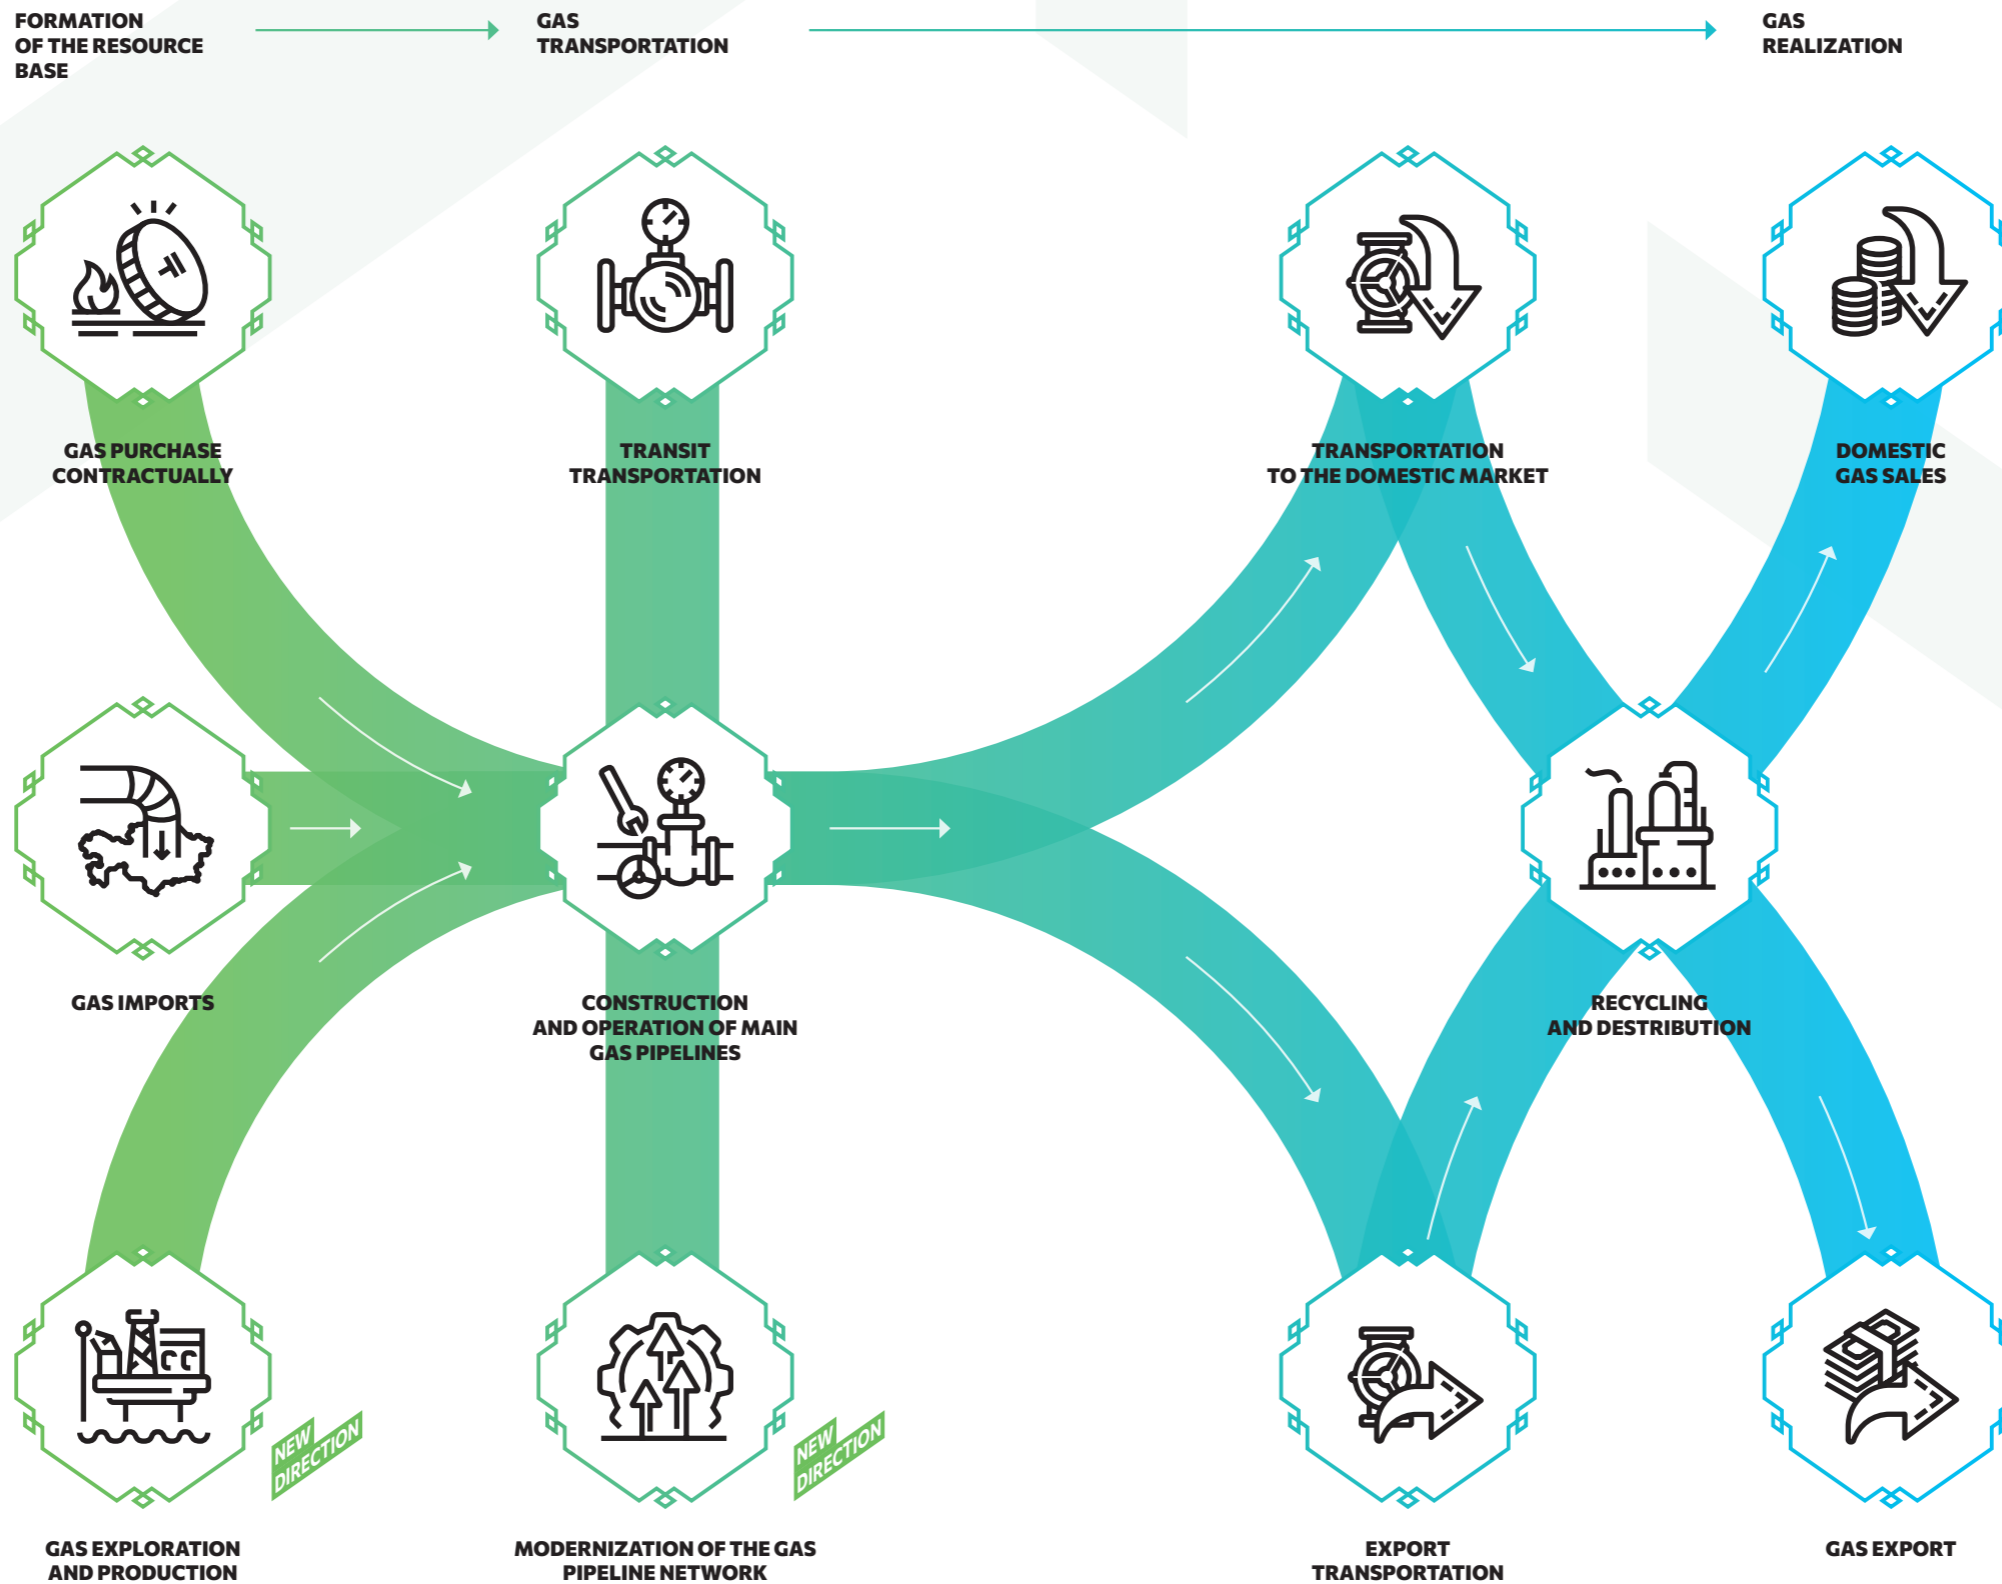 FORMATION
OF THE RESOURCE
BASE
GAS
TRANSPORTATION
GAS
REALIZATION
GAS PURCHASE
CONTRACTUALLY
TRANSIT
TRANSPORTATION
TRANSPORTATION
TO THE DOMESTIC MARKET
DOMESTIC
GAS SALES
GAS IMPORTS
CONSTRUCTION
AND OPERATION OF MAIN
GAS PIPELINES
RECYCLING
AND DESTRIBUTION
NEW
DIRECTION
NEW
DIRECTION
GAS EXPLORATION
AND PRODUCTION
MODERNIZATION OF THE GAS
PIPELINE NETWORK
EXPORT
TRANSPORTATION
GAS EXPORT